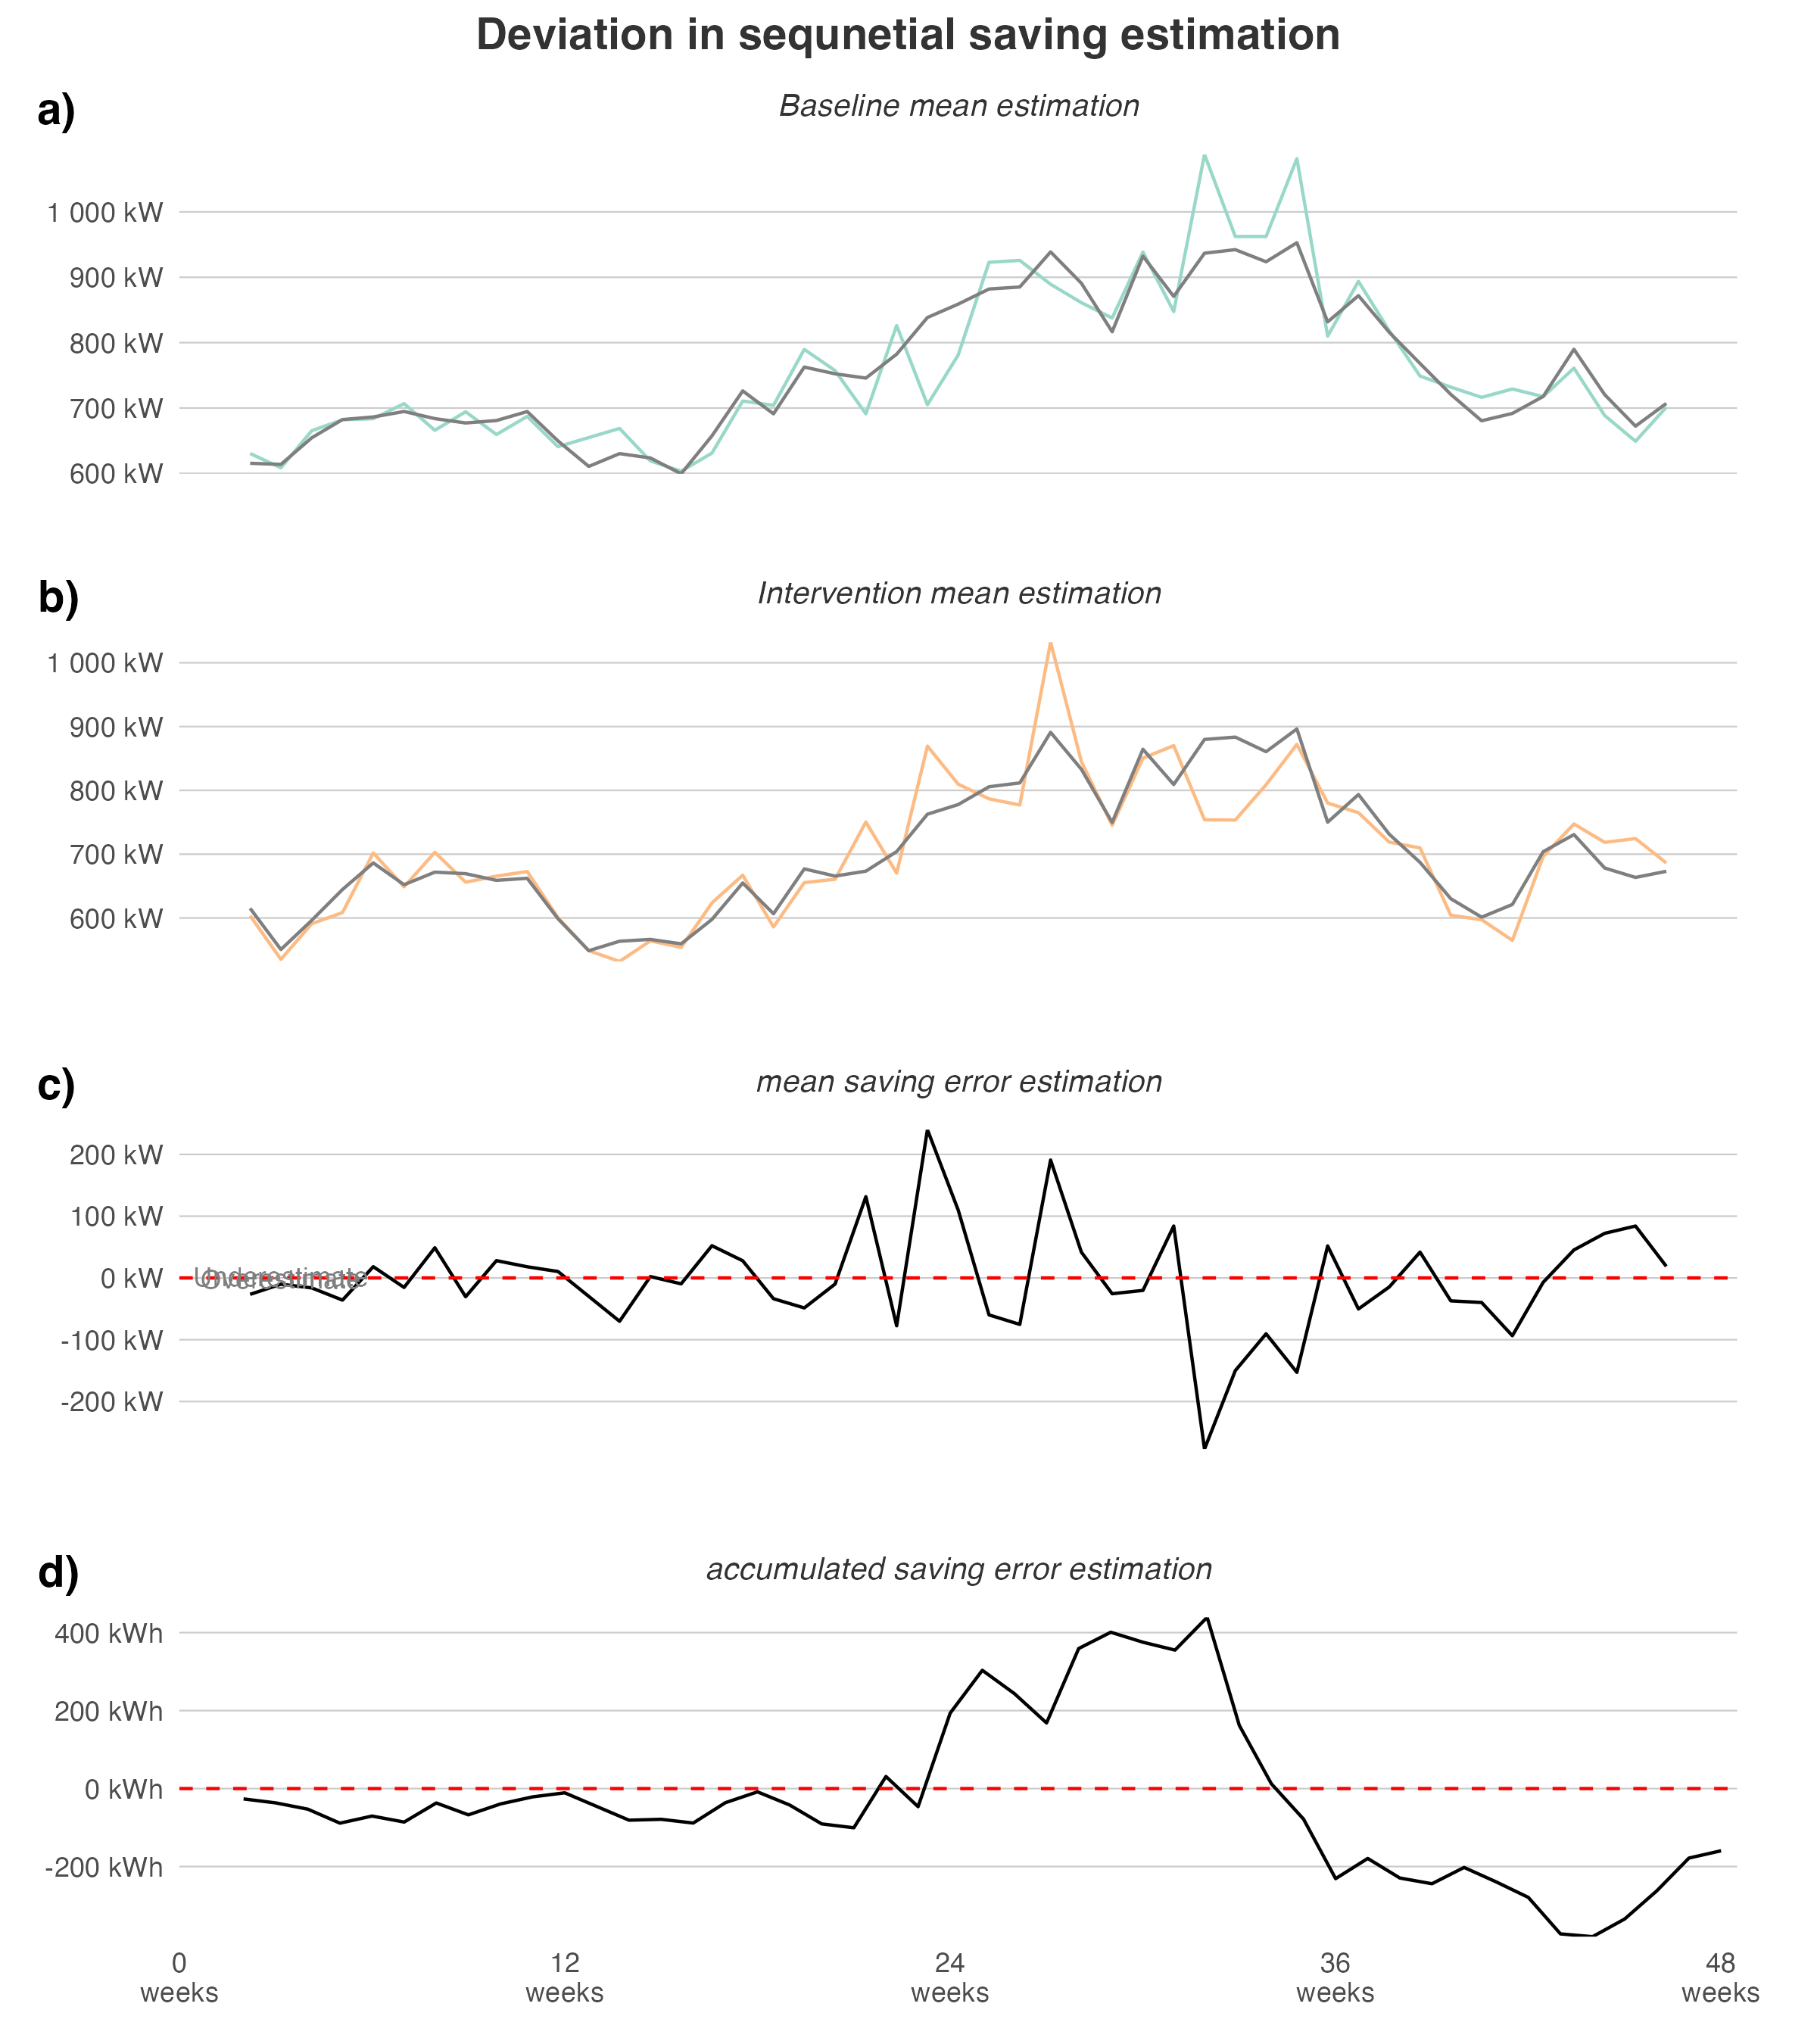 Deviation in sequnetial saving estimation
a)
Baseline mean estimation
1 000 kW
900 kW
800 kW
700 kW
600 kW
b)
Intervention mean estimation
1 000 kW
900 kW
800 kW
700 kW
600 kW
c)
mean saving error estimation
200 kW
100 kW
0 kW
Underestimate
Overestimate
-100 kW
-200 kW
d)
accumulated saving error estimation
400 kWh
200 kWh
0 kWh
-200 kWh
0 12 24 36 48
weeks weeks weeks weeks weeks